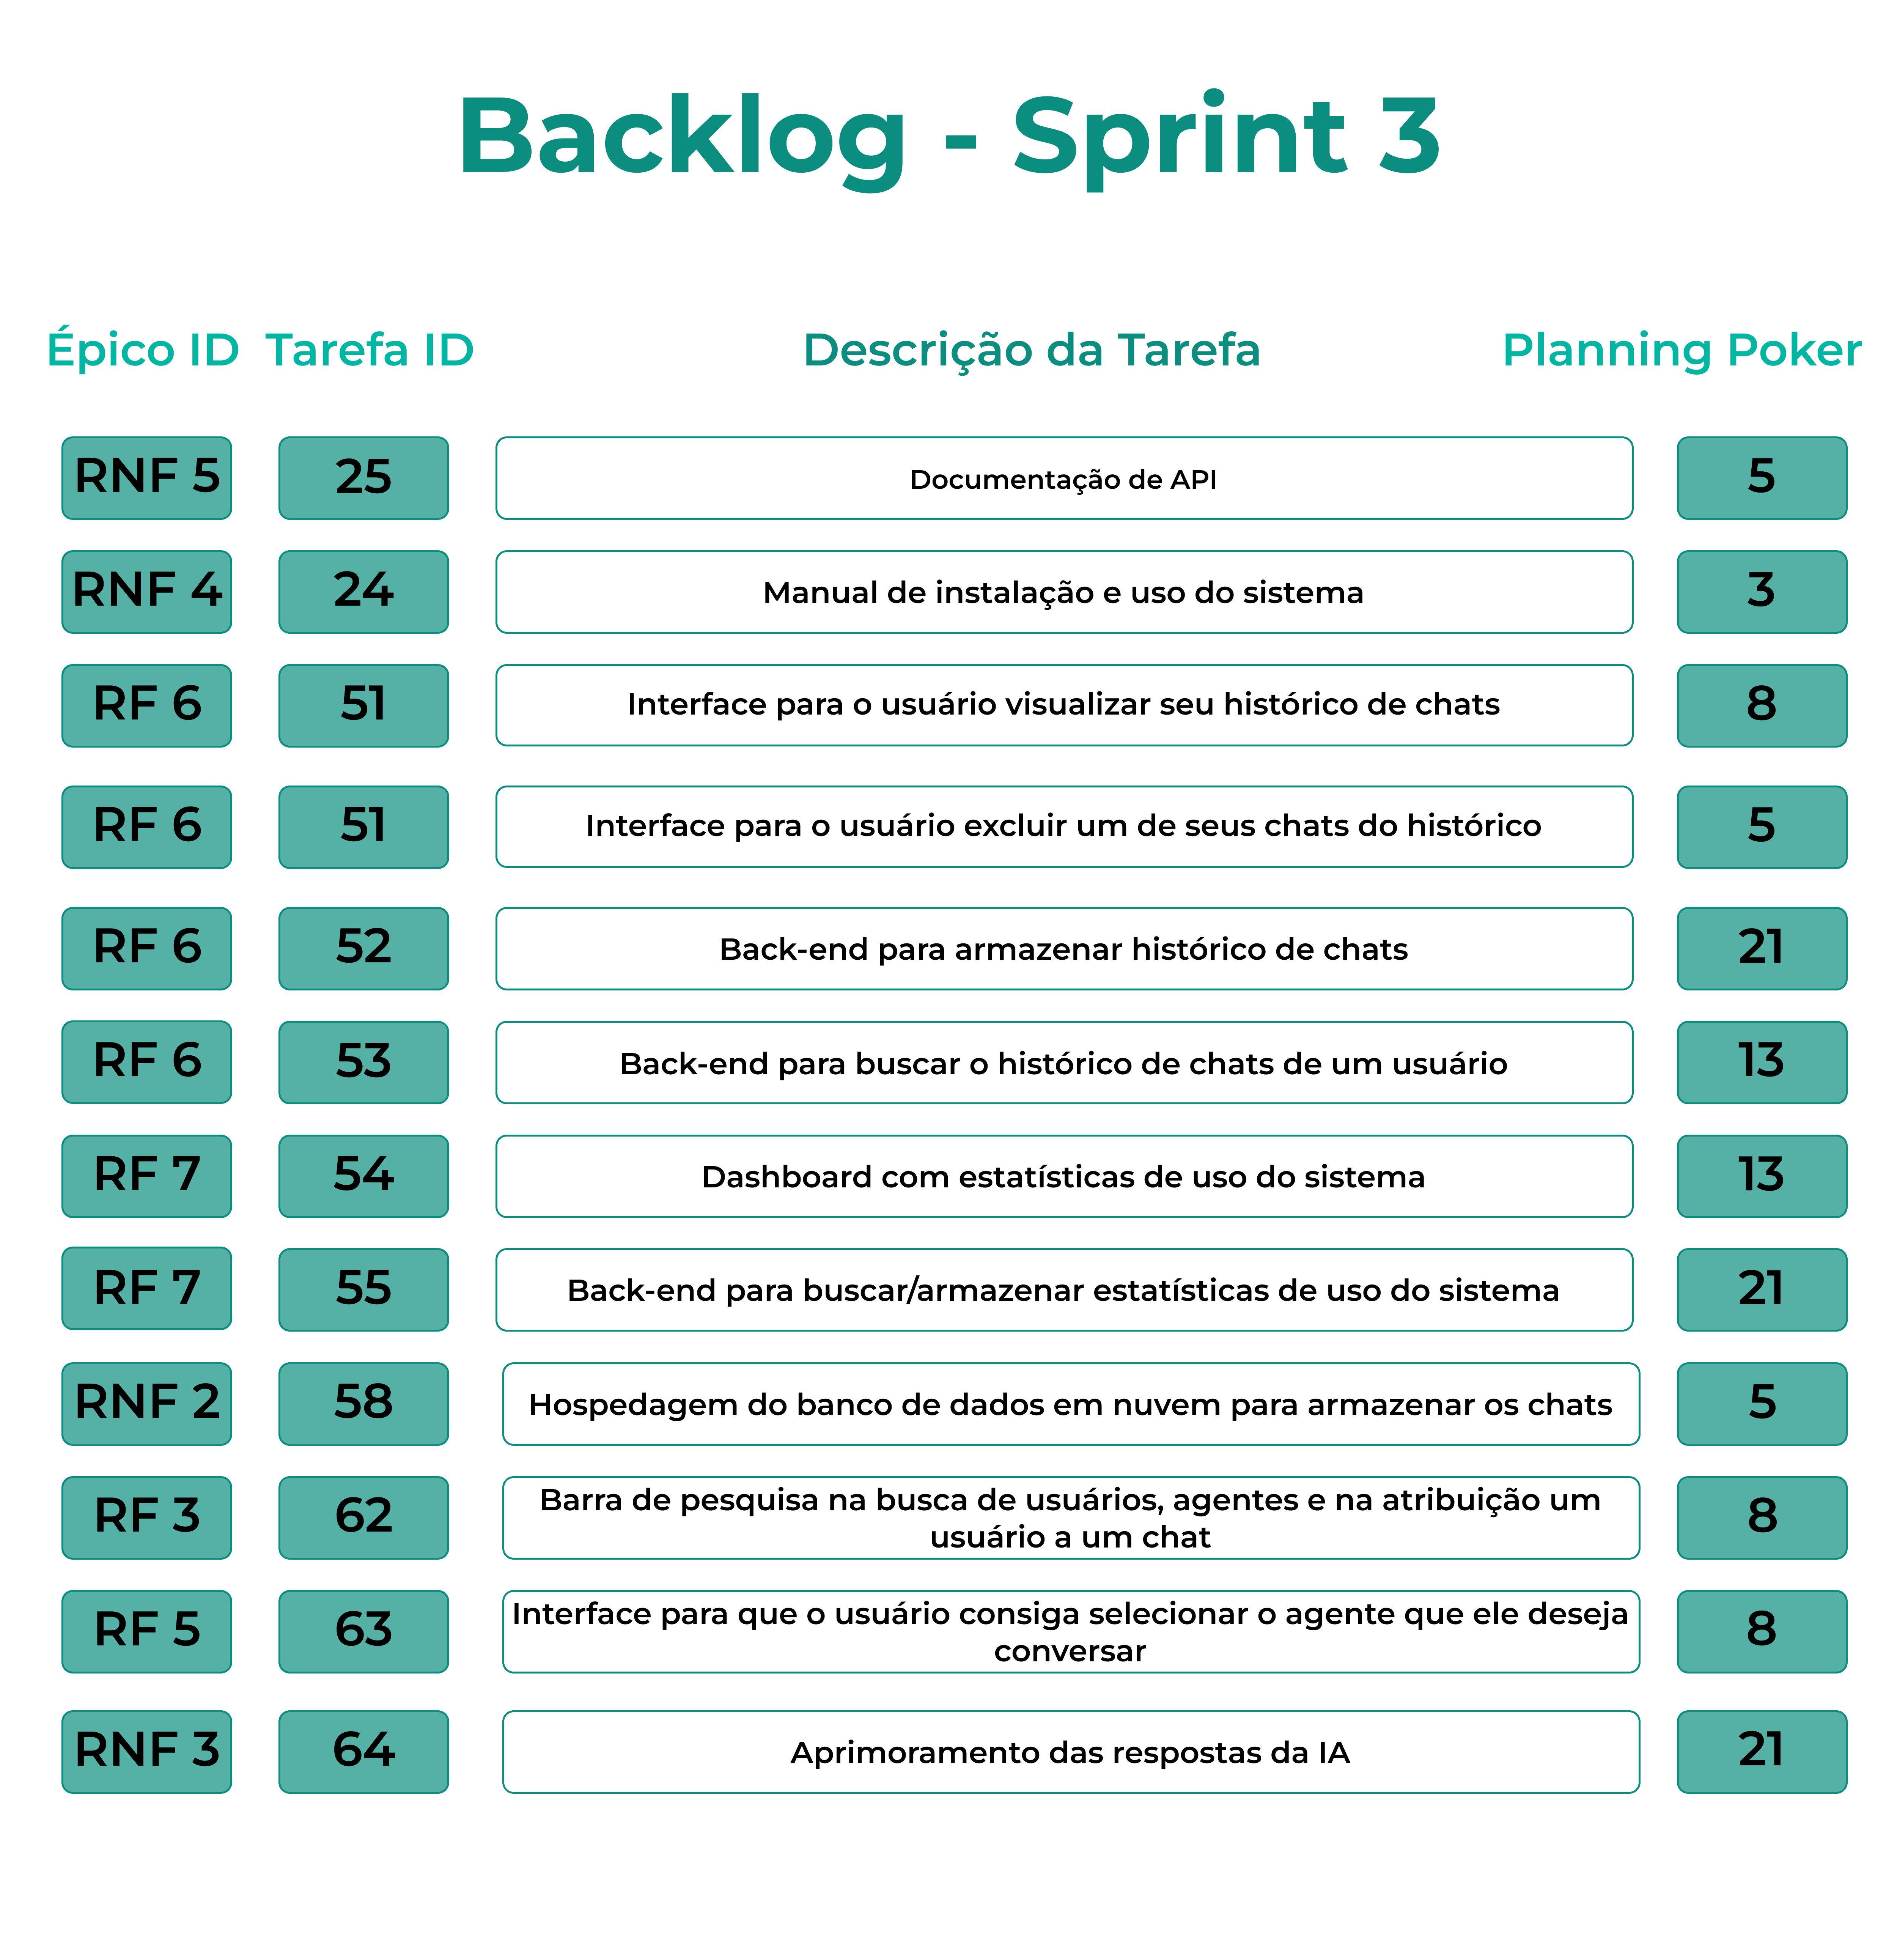 Backlog - Sprint 3
Épico ID Tarefa ID Descrição da Tarefa Planning Poker
RNF 5 25 Documentação de API 5
RNF 4 24 Manual de instalação e uso do sistema 3
RF 6 51 Interface para o usuário visualizar seu histórico de chats 8
RF 6 51 Interface para o usuário excluir um de seus chats do histórico 5
RF 6 52 Back-end para armazenar histórico de chats 21
RF 6 53 Back-end para buscar o histórico de chats de um usuário 13
RF 7 54 Dashboard com estatísticas de uso do sistema 13
RF 7 55 Back-end para buscar/armazenar estatísticas de uso do sistema 21
RNF 2 58 Hospedagem do banco de dados em nuvem para armazenar os chats 5
RF 3 62 Barra de pesquisa na busca de usuários, agentes e na atribuição um
usuário a um chat 8
RF 5 63 Interface para que o usuário consiga selecionar o agente que ele deseja
conversar 8
RNF 3 64 Aprimoramento das respostas da IA 21